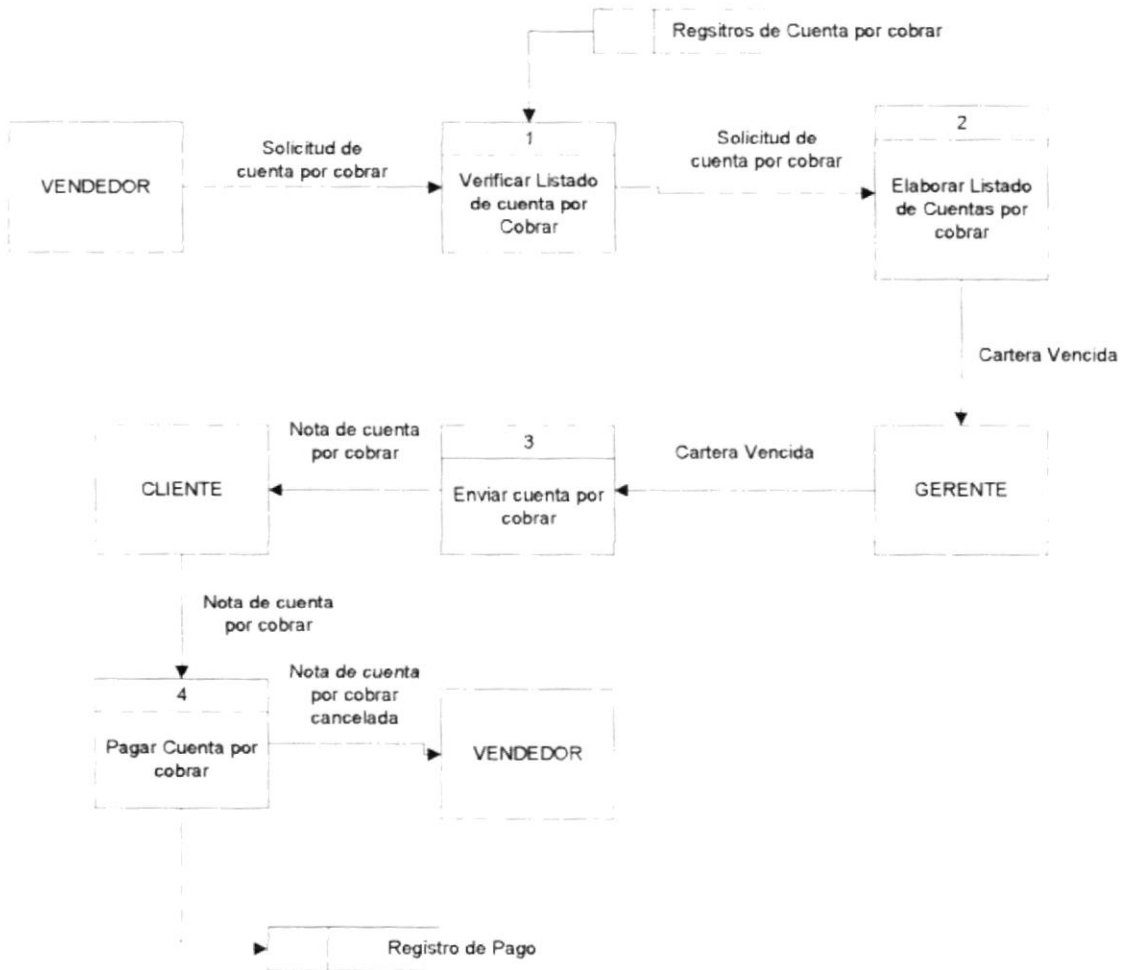 Regsitros de Cuenta por cobrar
VENDEDOR
Solicitud de
cuenta por cobrar
1
Verificar Listado
de cuenta por
Cobrar
Solicitud de
cuenta por cobrar
2
Elaborar Listado
de Cuentas por
cobrar
Cartera Vencida
CLIENTE
Nota de cuenta
por cobrar
3
Enviar cuenta por
cobrar
Cartera Vencida
GERENTE
Nota de cuenta
por cobrar
4
Pagar Cuenta por
cobrar
Nota de cuenta
por cobrar
cancelada
VENDEDOR
Registro de Pago